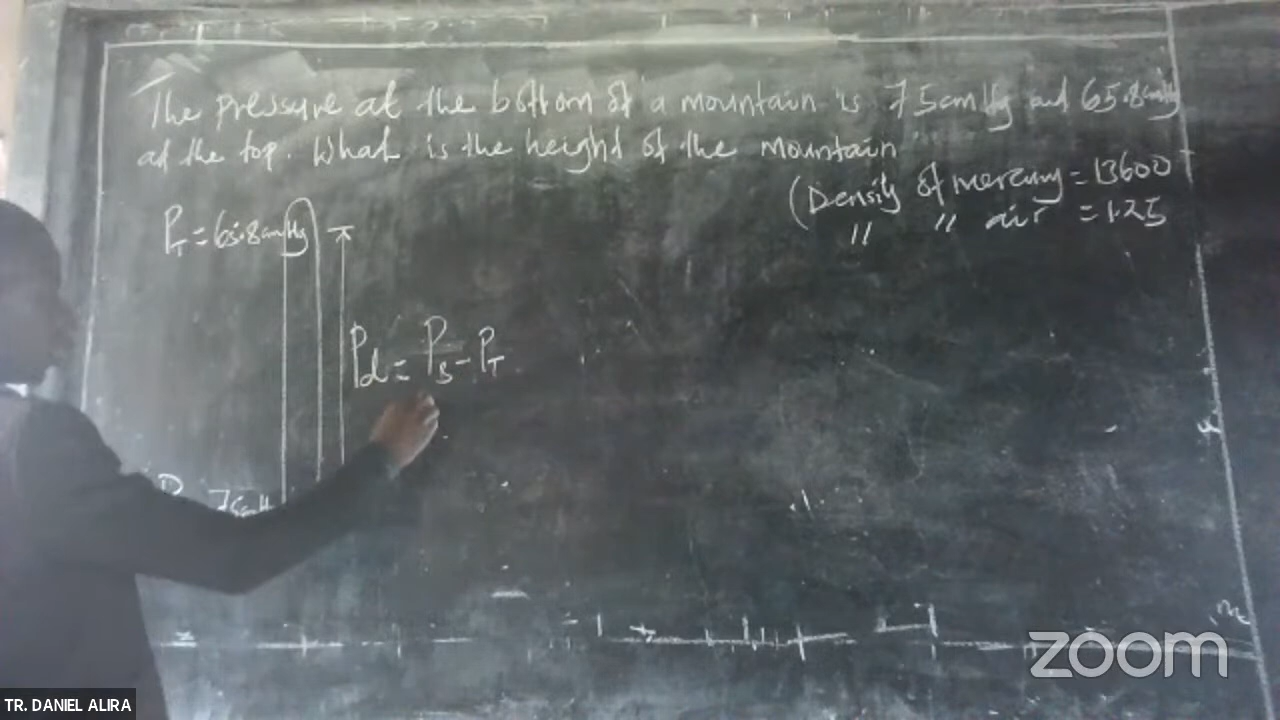 The pressure at the bottom of a mountain is 75cmHg and 65.8cmHg
at the top. What is the height of the mountain
(Density of mercury = 13600
" " air = 1.25
P_T = 65.8cmHg
P_d = P_B - P_T
75cmH
zoom
TR. DANIEL ALIRA